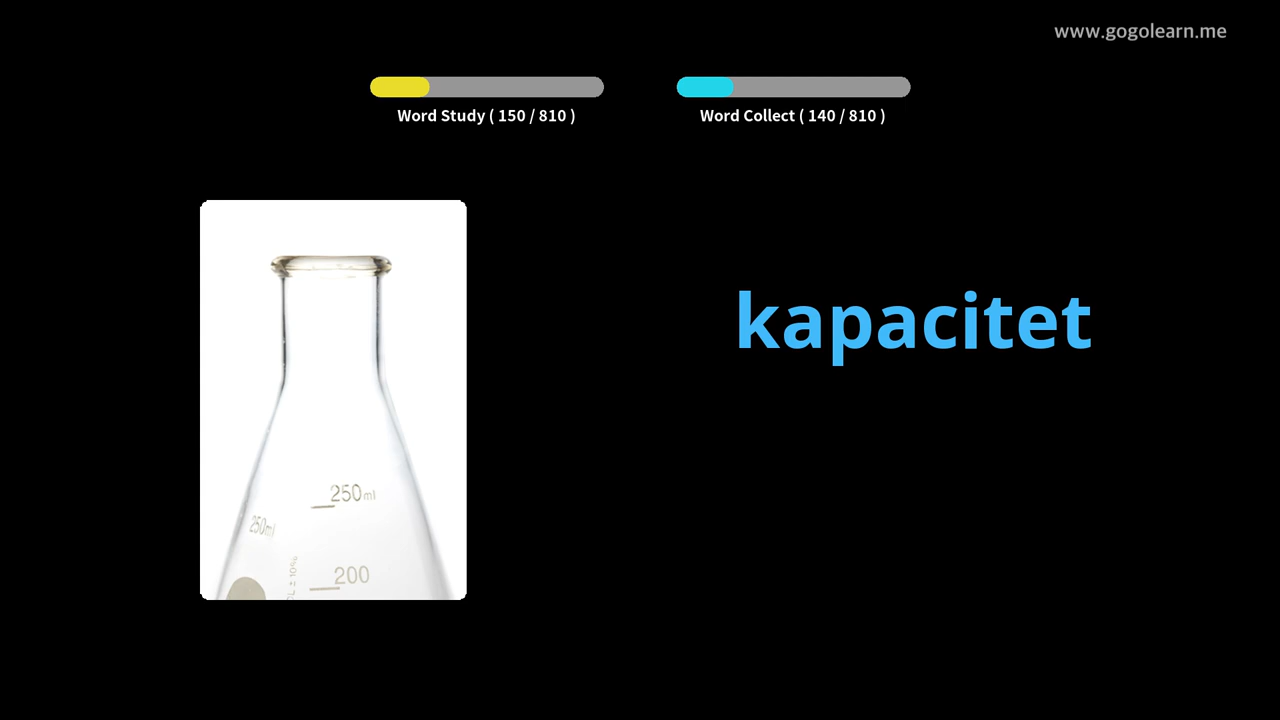 www.gogolearn.me
Word Study ( 150 / 810 )
Word Collect ( 140 / 810 )
kapacitet
250ml
250ml
200